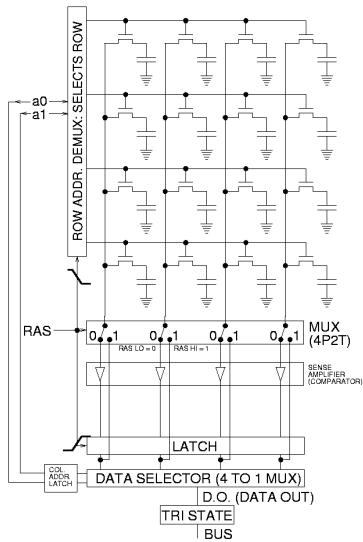 a0
a1
ROW ADDR. DEMUX: SELECTS ROW
RAS
0 1 0 1 0 1 0 1
MUX
(4P2T)
RAS LO = 0 RAS HI = 1
SENSE
AMPLIFIER
(COMPARATOR)
LATCH
COL.
ADDR.
LATCH
DATA SELECTOR (4 TO 1 MUX)
D.O. (DATA OUT)
TRI STATE
BUS